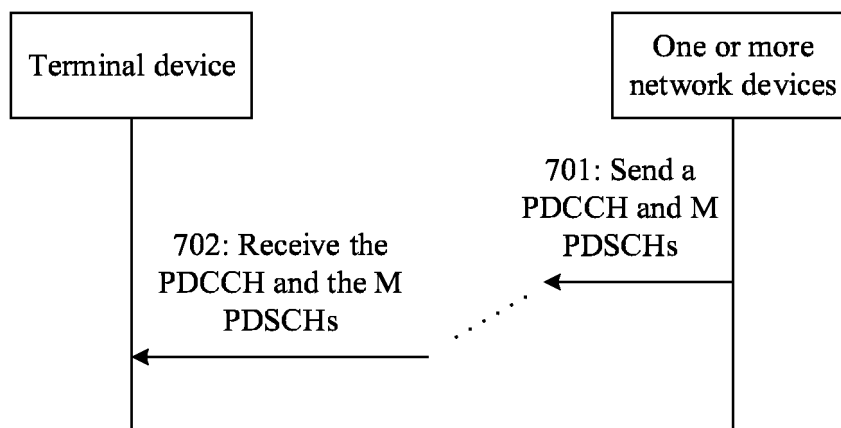 Terminal device
One or more
network devices
701: Send a
PDCCH and M
PDSCHs
702: Receive the
PDCCH and the M
PDSCHs